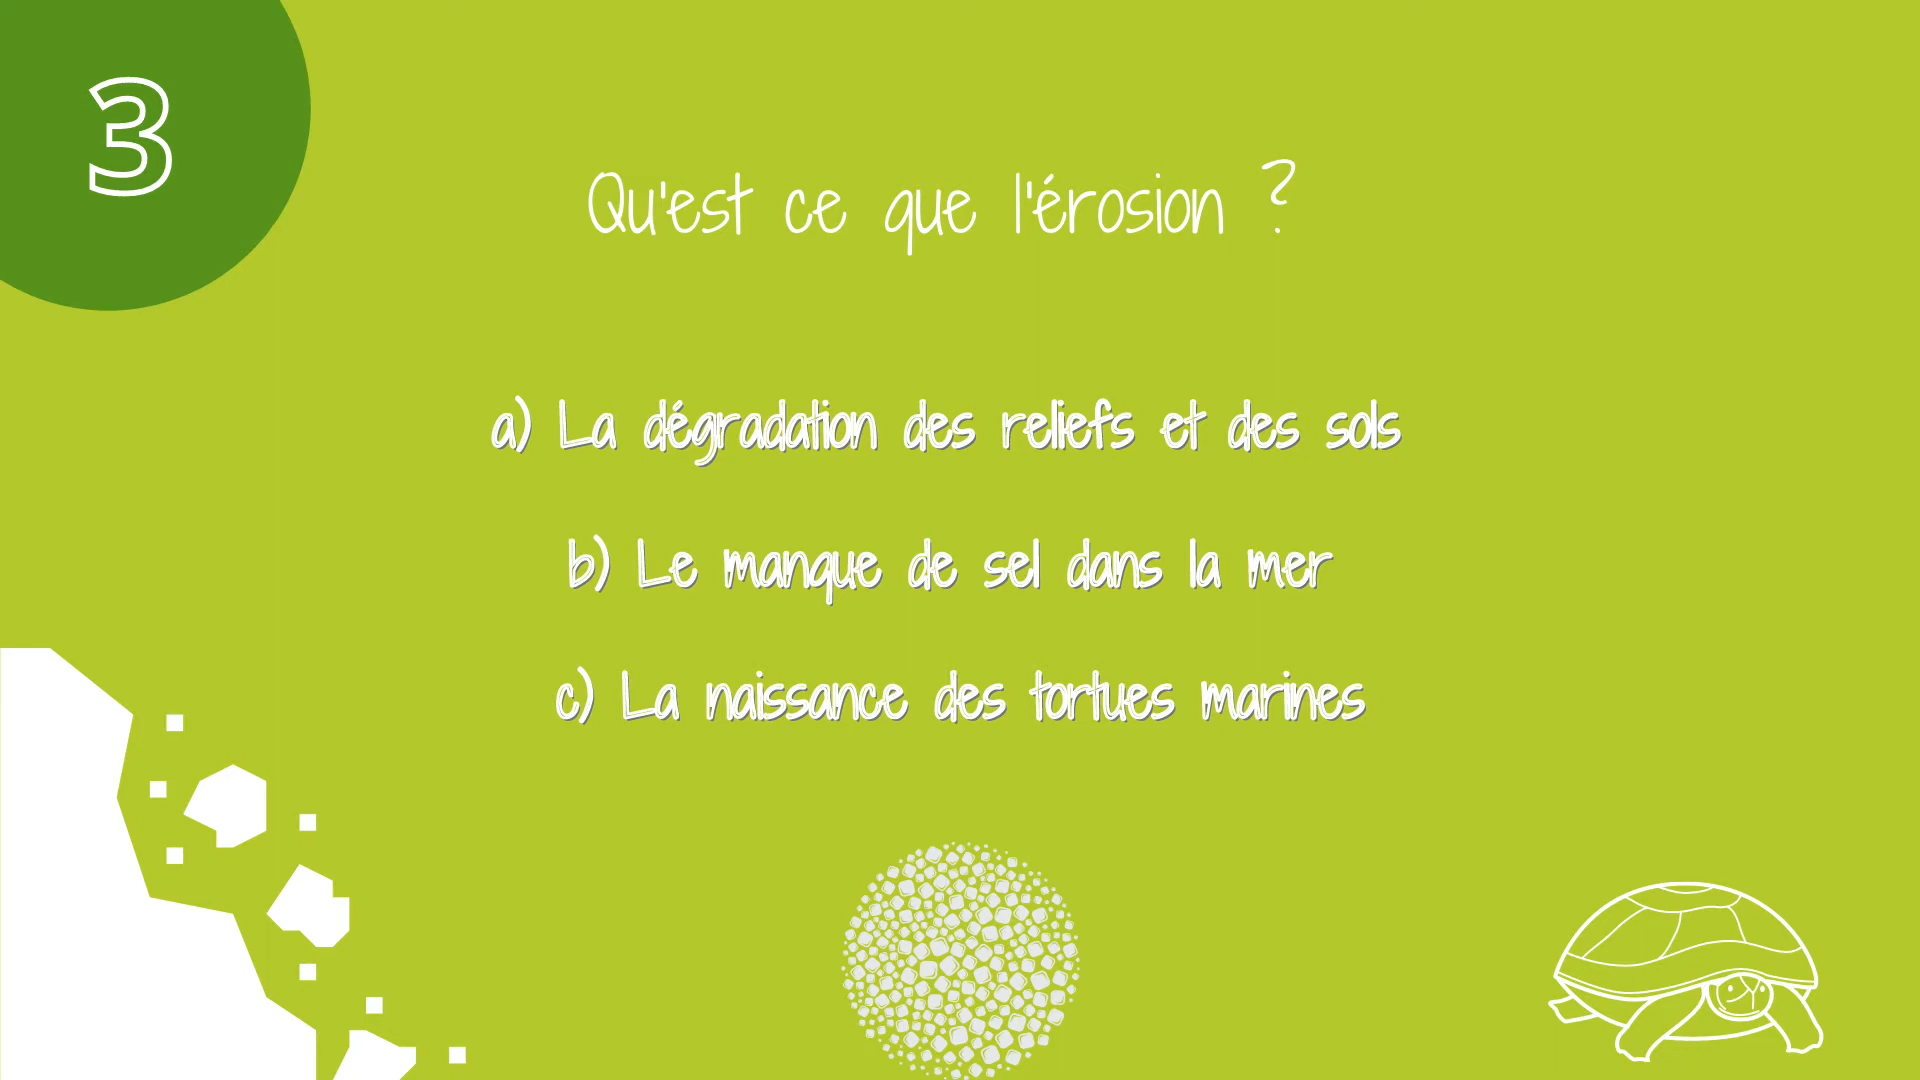 3
Qu'est ce que l'érosion ?
a) La dégradation des reliefs et des sols
b) Le manque de sel dans la mer
c) La naissance des tortues marines